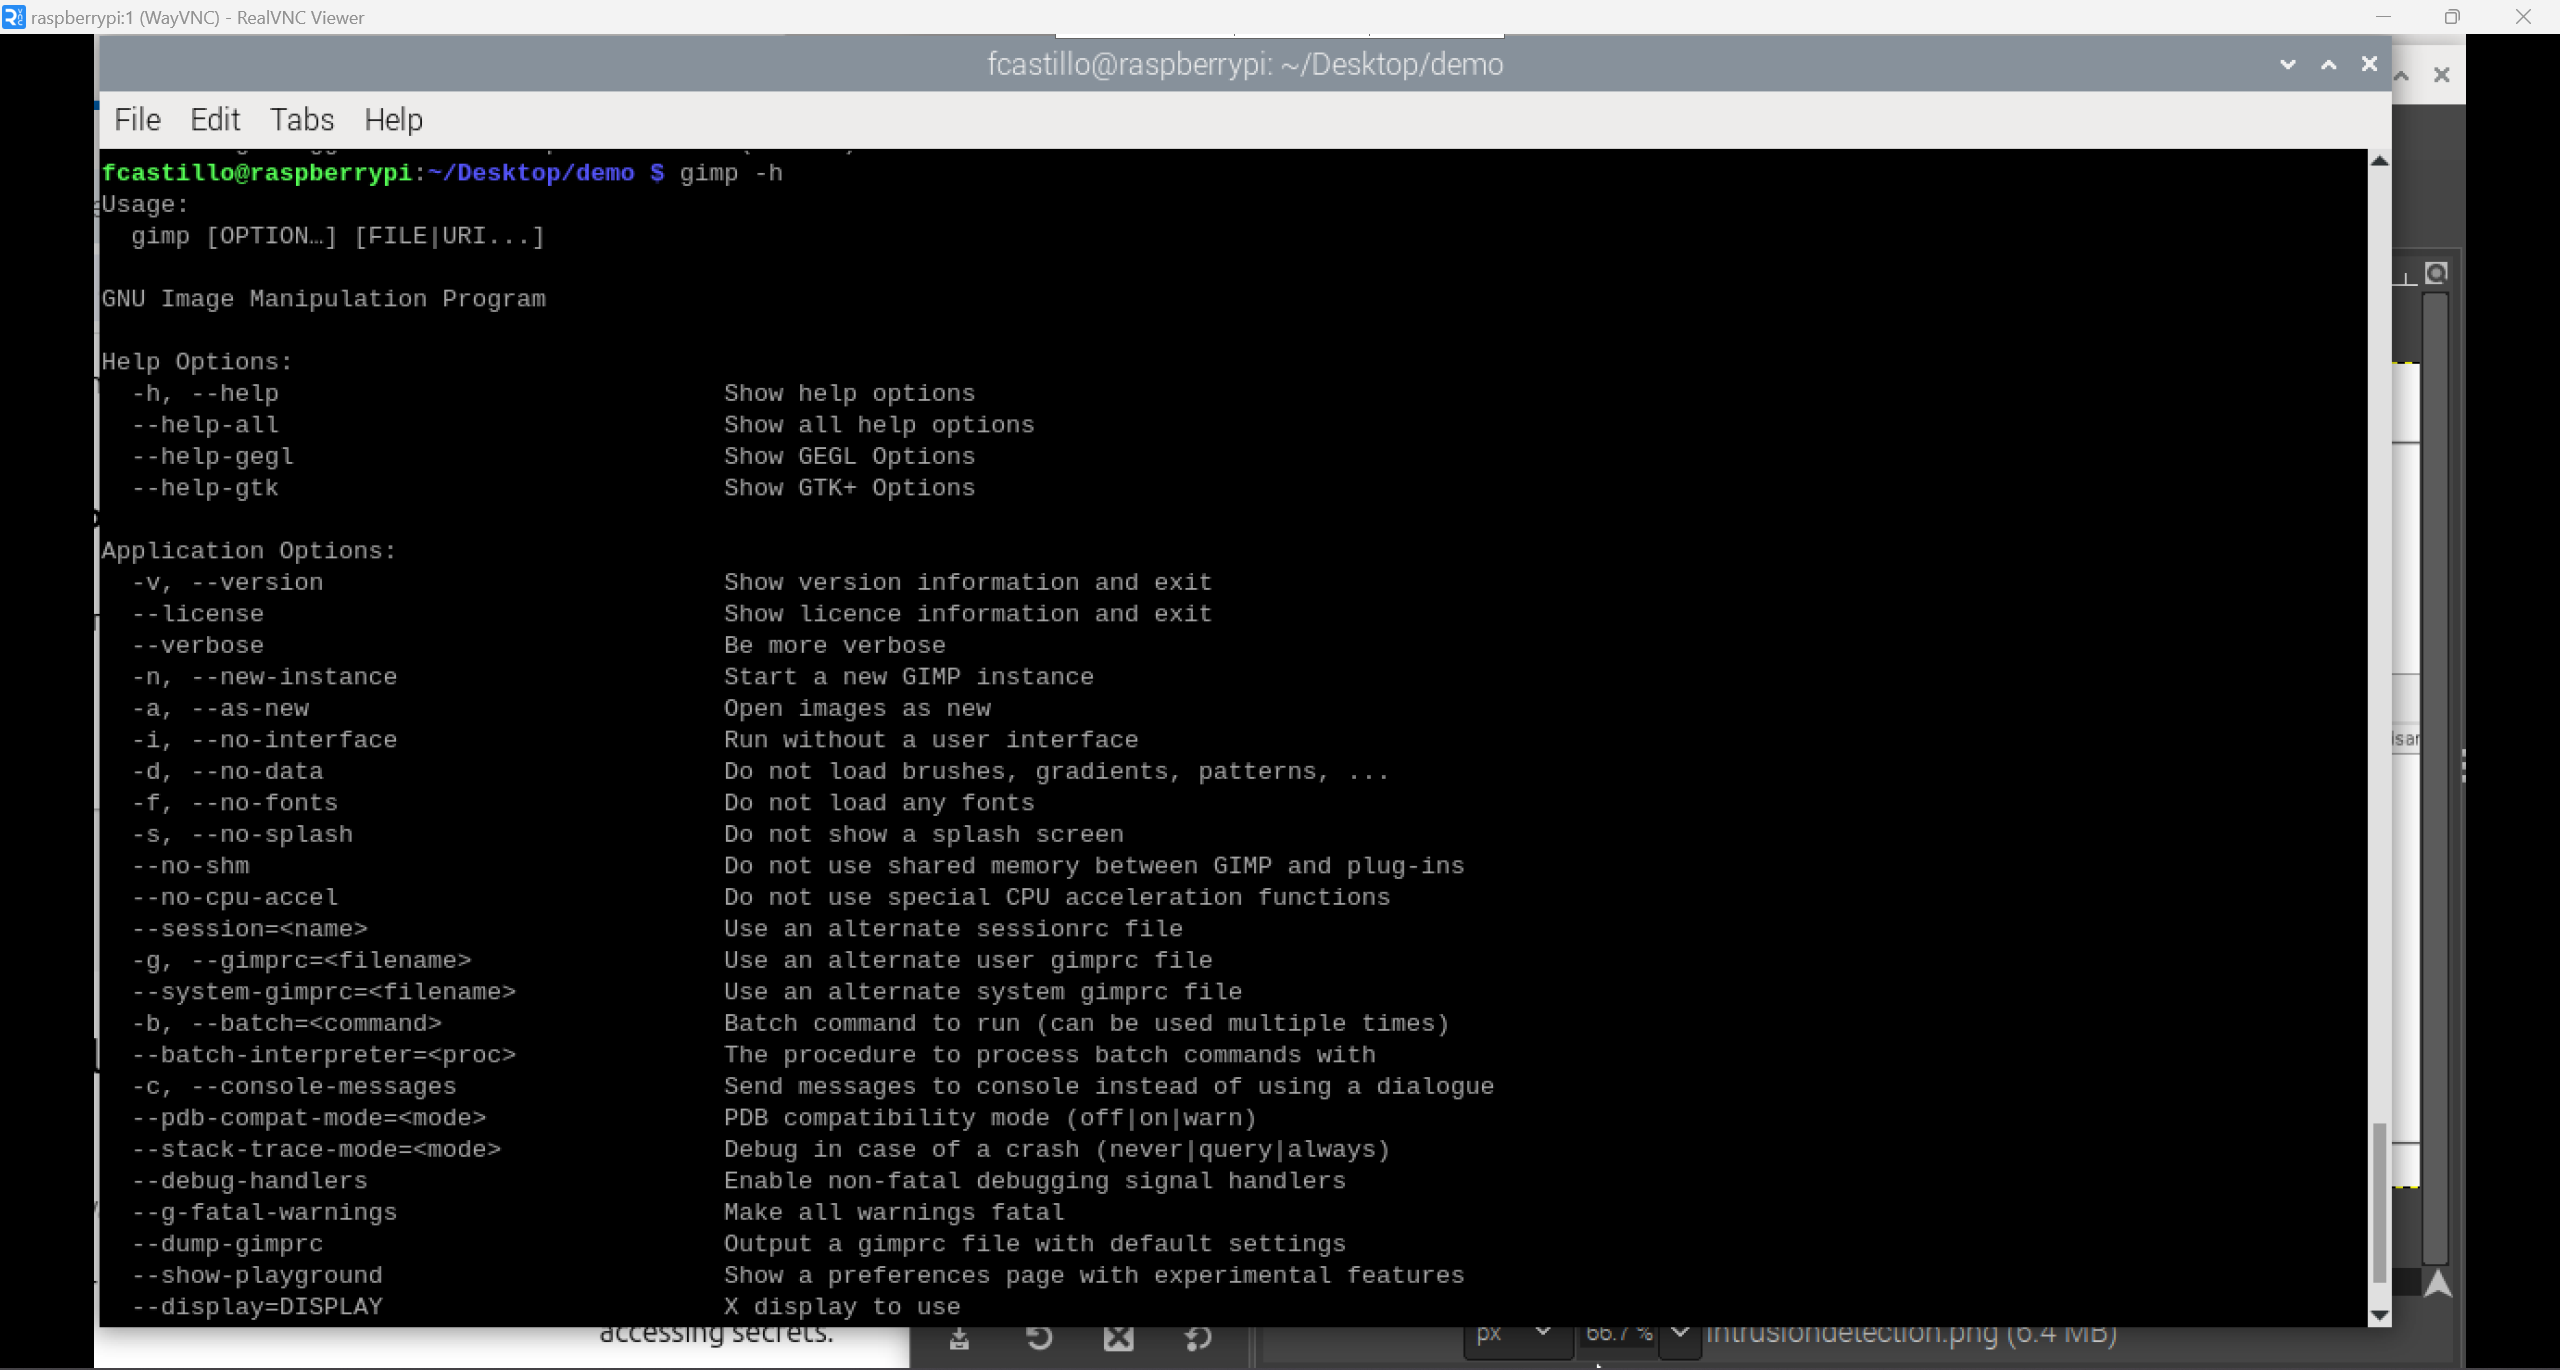 raspberrypi:1 (WayVNC) - RealVNC Viewer
fcastillo@raspberrypi: ~/Desktop/demo
File Edit Tabs Help
fcastillo@raspberrypi:~/Desktop/demo $ gimp -h
Usage:
  gimp [OPTION…] [FILE|URI...]
GNU Image Manipulation Program
Help Options:
  -h, --help                              Show help options
  --help-all                              Show all help options
  --help-gegl                             Show GEGL Options
  --help-gtk                              Show GTK+ Options
Application Options:
  -v, --version                           Show version information and exit
  --license                               Show licence information and exit
  --verbose                               Be more verbose
  -n, --new-instance                      Start a new GIMP instance
  -a, --as-new                            Open images as new
  -i, --no-interface                      Run without a user interface
  -d, --no-data                           Do not load brushes, gradients, patterns, ...
  -f, --no-fonts                          Do not load any fonts
  -s, --no-splash                         Do not show a splash screen
  --no-shm                                Do not use shared memory between GIMP and plug-ins
  --no-cpu-accel                          Do not use special CPU acceleration functions
  --session=<name>                        Use an alternate sessionrc file
  -g, --gimprc=<filename>                 Use an alternate user gimprc file
  --system-gimprc=<filename>              Use an alternate system gimprc file
  -b, --batch=<command>                   Batch command to run (can be used multiple times)
  --batch-interpreter=<proc>              The procedure to process batch commands with
  -c, --console-messages                  Send messages to console instead of using a dialogue
  --pdb-compat-mode=<mode>                PDB compatibility mode (off|on|warn)
  --stack-trace-mode=<mode>               Debug in case of a crash (never|query|always)
  --debug-handlers                        Enable non-fatal debugging signal handlers
  --g-fatal-warnings                      Make all warnings fatal
  --dump-gimprc                           Output a gimprc file with default settings
  --show-playground                       Show a preferences page with experimental features
  --display=DISPLAY                       X display to use
accessing secrets.
px 66.7 % intrusiondetection.png (6.4 MB)